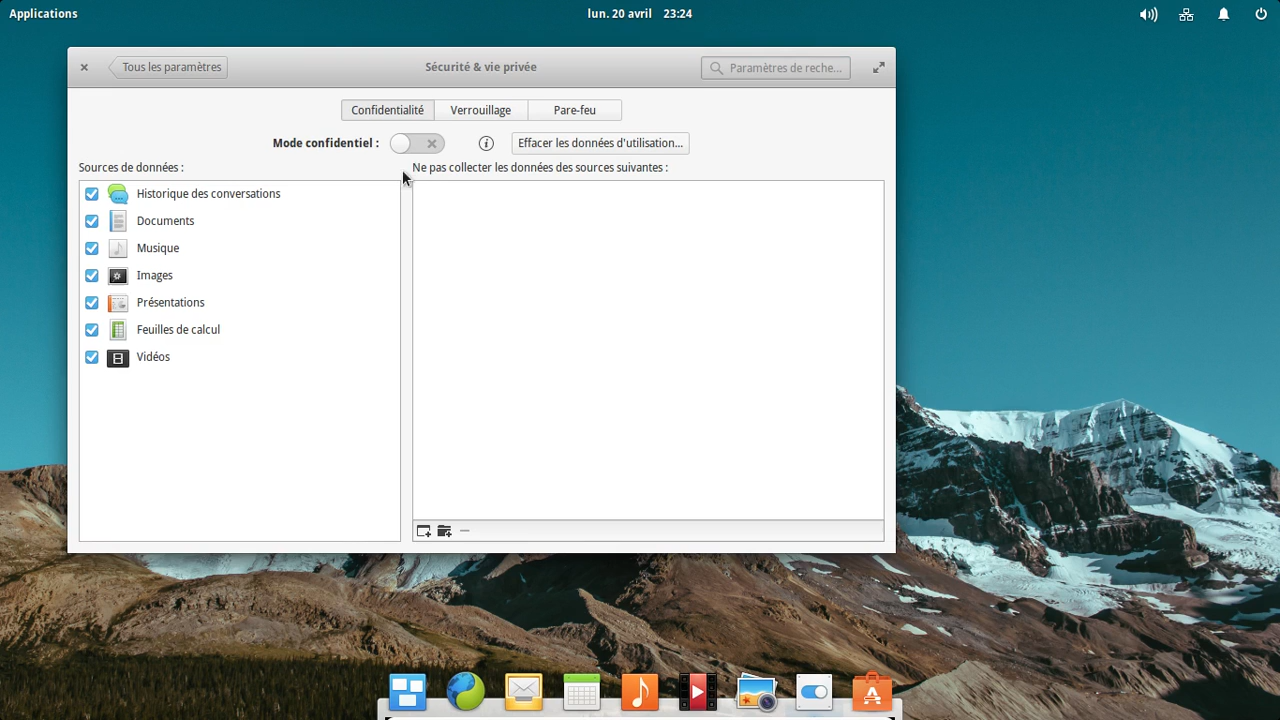 Applications
lun. 20 avril 23:24
Tous les paramètres
Sécurité & vie privée
Paramètres de reche...
Confidentialité
Verrouillage
Pare-feu
Mode confidentiel :
Effacer les données d'utilisation...
Sources de données :
Ne pas collecter les données des sources suivantes :
Historique des conversations
Documents
Musique
Images
Présentations
Feuilles de calcul
Vidéos